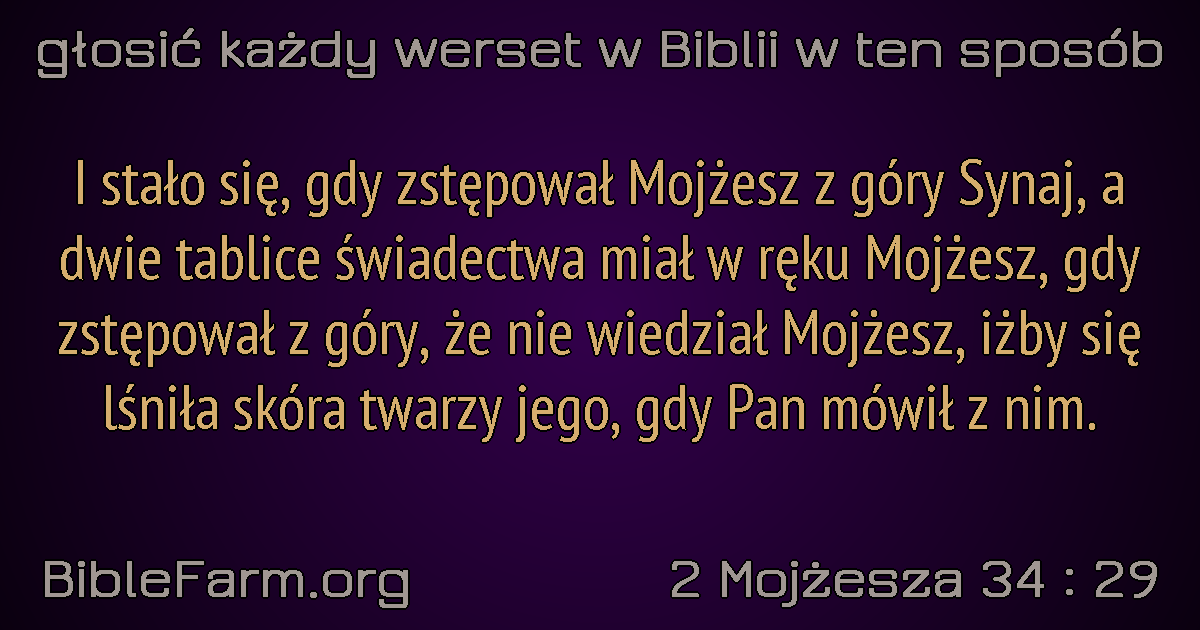 głosić każdy werset w Biblii w ten sposób
I stało się, gdy zstępował Mojżesz z góry Synaj, a
dwie tablice świadectwa miał w ręku Mojżesz, gdy
zstępował z góry, że nie wiedział Mojżesz, iżby się
lśniła skóra twarzy jego, gdy Pan mówił z nim.
BibleFarm.org
2 Mojżesza 34 : 29